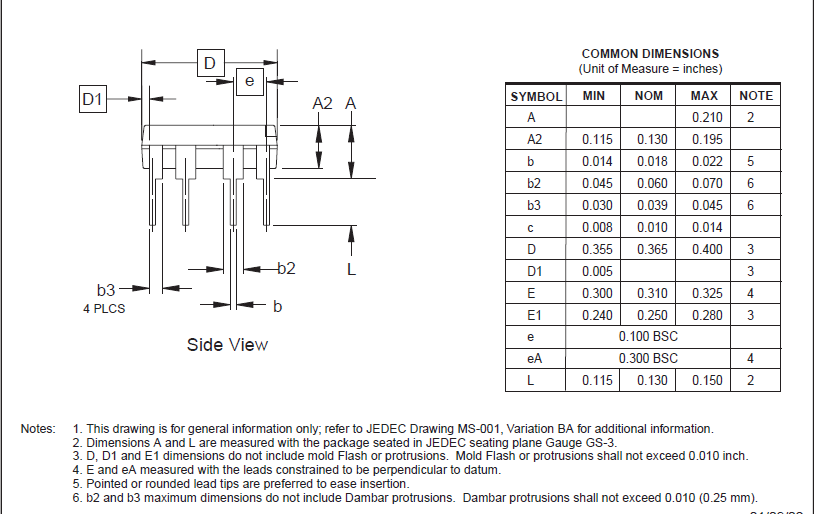 D
e
D1
A2 A
b2
L
b3
4 PLCS
b
Side View
COMMON DIMENSIONS
(Unit of Measure = inches)
SYMBOL MIN NOM MAX NOTE
A 0.210 2
A2 0.115 0.130 0.195
b 0.014 0.018 0.022 5
b2 0.045 0.060 0.070 6
b3 0.030 0.039 0.045 6
c 0.008 0.010 0.014
D 0.355 0.365 0.400 3
D1 0.005 3
E 0.300 0.310 0.325 4
E1 0.240 0.250 0.280 3
e 0.100 BSC
eA 0.300 BSC 4
L 0.115 0.130 0.150 2
Notes: 1. This drawing is for general information only; refer to JEDEC Drawing MS-001, Variation BA for additional information.
2. Dimensions A and L are measured with the package seated in JEDEC seating plane Gauge GS-3.
3. D, D1 and E1 dimensions do not include mold Flash or protrusions. Mold Flash or protrusions shall not exceed 0.010 inch.
4. E and eA measured with the leads constrained to be perpendicular to datum.
5. Pointed or rounded lead tips are preferred to ease insertion.
6. b2 and b3 maximum dimensions do not include Dambar protrusions. Dambar protrusions shall not exceed 0.010 (0.25 mm).